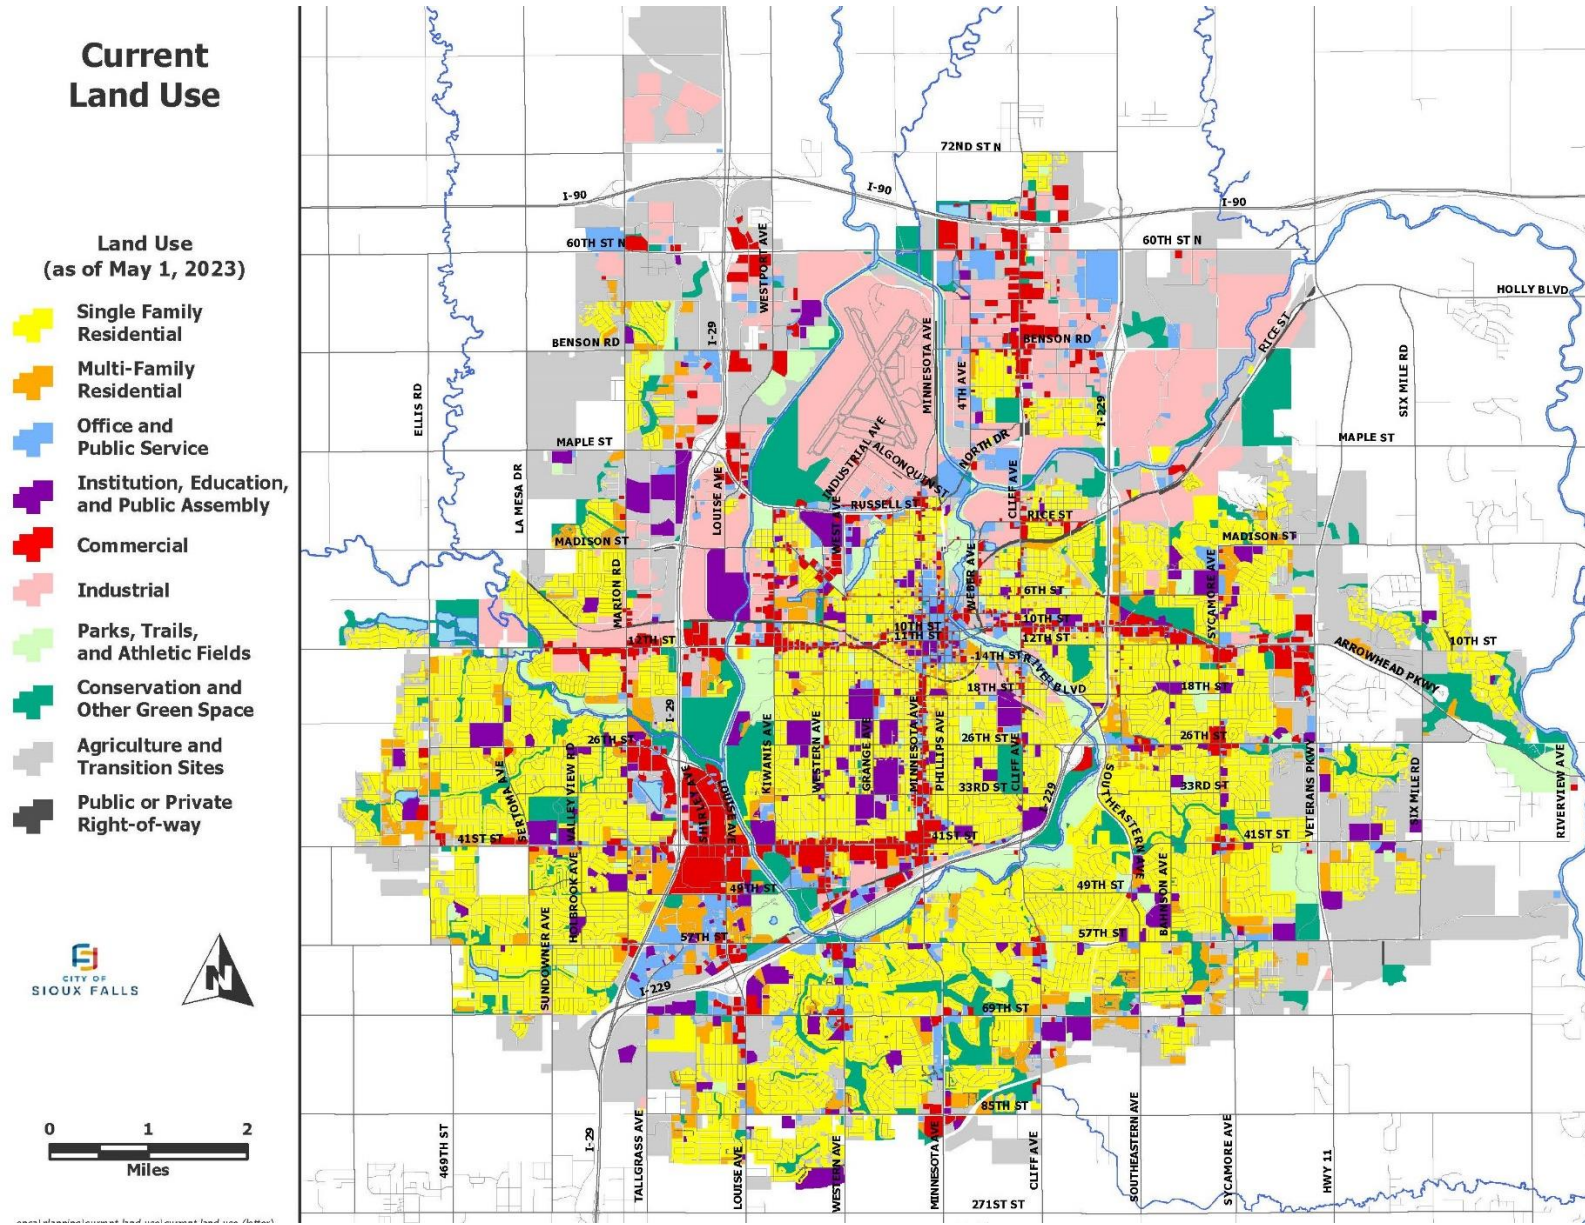 Current
Land Use
Land Use
(as of May 1, 2023)
Single Family
Residential
Multi-Family
Residential
Office and
Public Service
Institution, Education,
and Public Assembly
Commercial
Industrial
Parks, Trails,
and Athletic Fields
Conservation and
Other Green Space
Agriculture and
Transition Sites
Public or Private
Right-of-way
CITY OF
SIOUX FALLS
N
0 1 2
Miles
72ND ST N
I-90
I-90
I-90
60TH ST N
60TH ST N
WESTPORT AVE
HOLLY BLVD
I-29
BENSON RD
BENSON RD
RICE ST
MINNESOTA AVE
4TH AVE
I-229
SIX MILE RD
ELLIS RD
MAPLE ST
MAPLE ST
INDUSTRIAL AVE
ALGONQUIN ST
NORTH DR
LA MESA DR
LOUISE AVE
CLIFF AVE
RUSSELL ST
WEST AVE
RICE ST
MADISON ST
MADISON ST
MARION RD
WEBER AVE
SYCAMORE AVE
6TH ST
10TH ST
10TH ST
11TH ST
12TH ST
12TH ST
10TH ST
ARROWHEAD PKWY
14TH ST
RIVER BLVD
18TH ST
18TH ST
I-29
26TH ST
26TH ST
26TH ST
KIWANIS AVE
WESTERN AVE
GRANGE AVE
MINNESOTA AVE
PHILLIPS AVE
CLIFF AVE
33RD ST
33RD ST
SERTOMA AVE
VALLEY VIEW RD
SHIRLEY AVE
LOUISE AVE
I-229
SOUTHEASTERN AVE
VETERANS PKWY
SIX MILE RD
RIVERVIEW AVE
41ST ST
41ST ST
41ST ST
HOLBROOK AVE
49TH ST
49TH ST
BAHNSON AVE
SUNDOWNER AVE
57TH ST
57TH ST
I-229
69TH ST
85TH ST
469TH ST
I-29
TALLGRASS AVE
LOUISE AVE
WESTERN AVE
MINNESOTA AVE
CLIFF AVE
SOUTHEASTERN AVE
SYCAMORE AVE
HWY 11
271ST ST